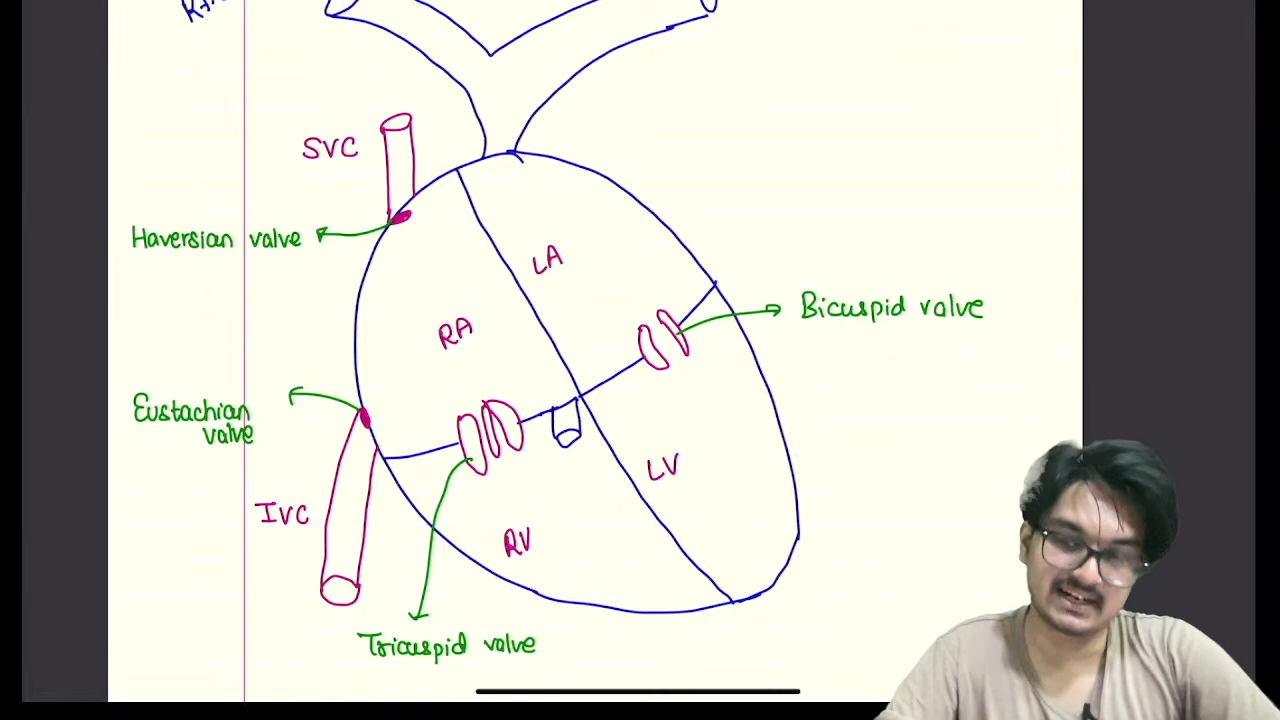 SVC
Haversian valve
LA
Bicuspid valve
RA
Eustachian
valve
LV
IVC
RV
Tricuspid valve